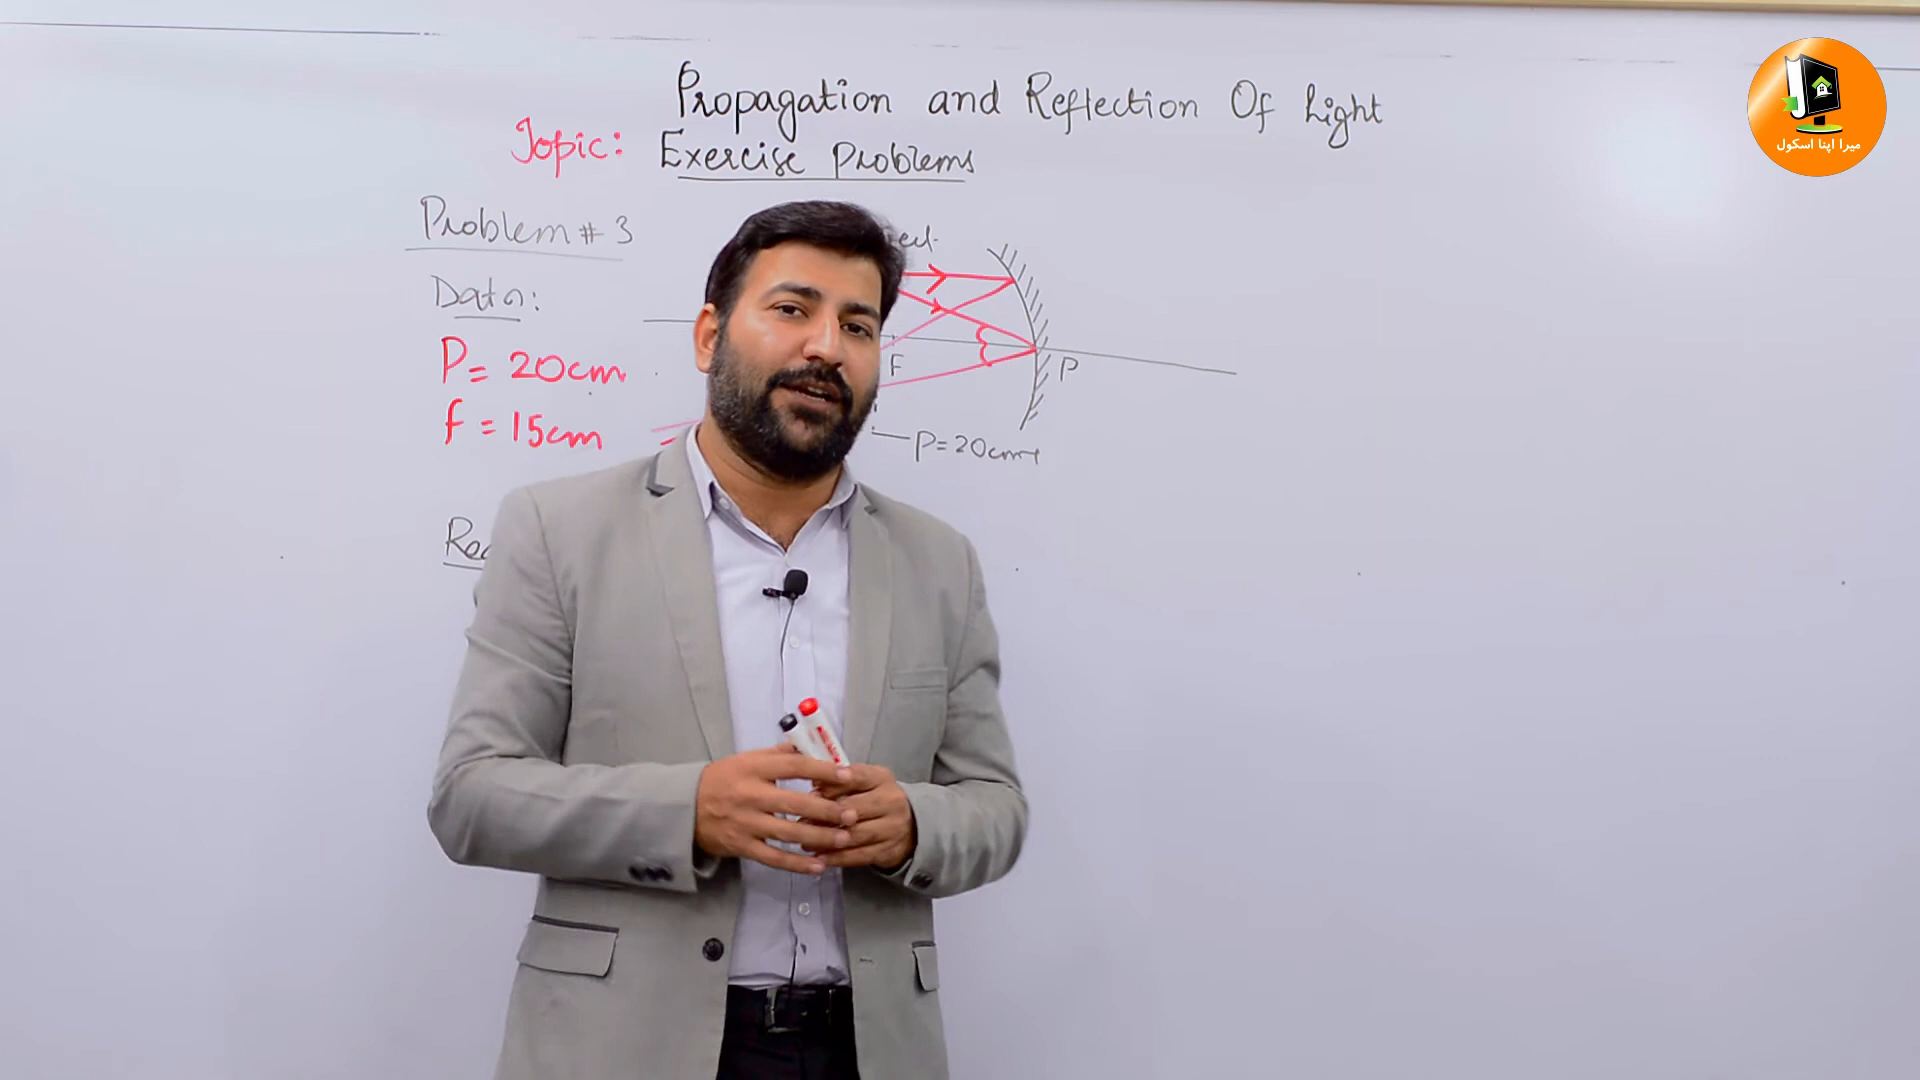 Propagation and Reflection Of Light
Topic: Exercise Problems
Problem # 3
Data:
P = 20cm
f = 15cm
F
P
P=20cm
میرا اپنا اسکول